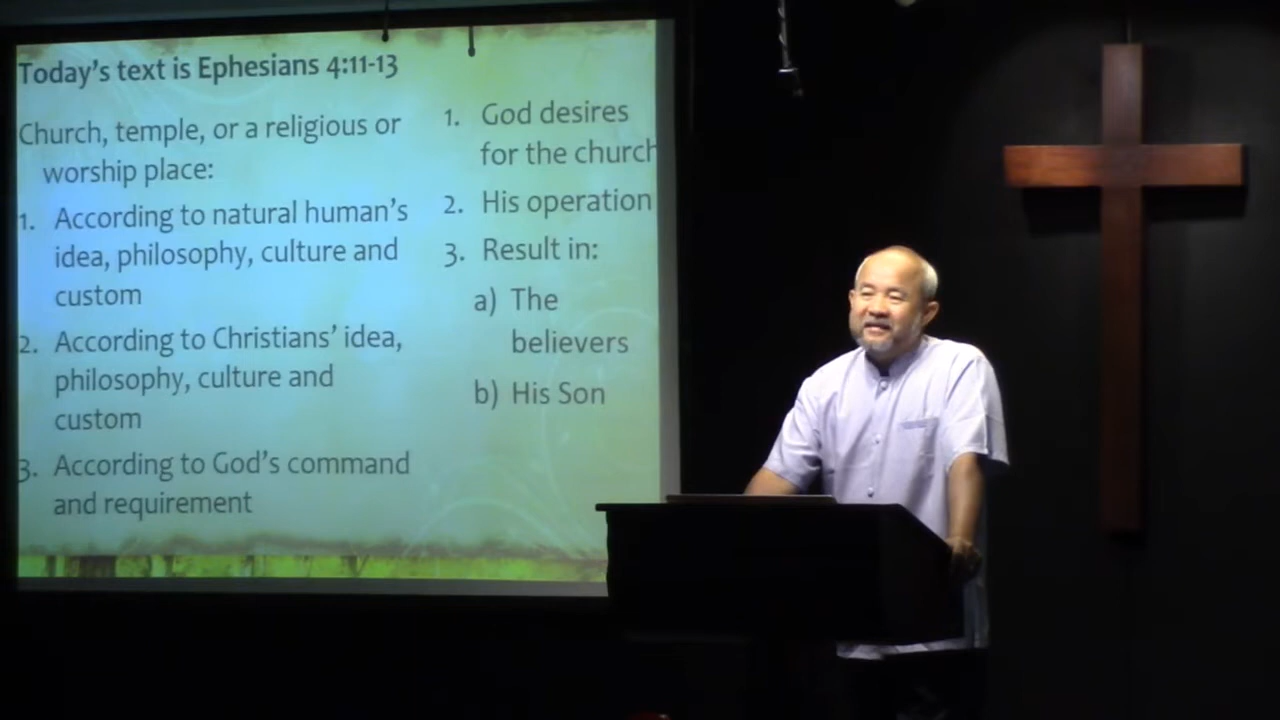 Today's text is Ephesians 4:11-13
Church, temple, or a religious or
worship place:
1. According to natural human's
idea, philosophy, culture and
custom
2. According to Christians' idea,
philosophy, culture and
custom
3. According to God's command
and requirement
1. God desires
for the church
2. His operation
3. Result in:
a) The
believers
b) His Son